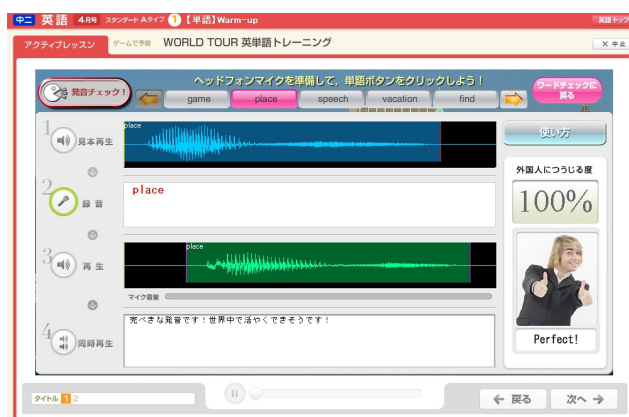 中二 英語 4月号 スタンダードAタイプ 1 【単語】Warm-up
英語トップ
アクティブレッスン ゲームで予習 WORLD TOUR 英単語トレーニング
× 中止
発音チェック!
ヘッドフォンマイクを準備して,単語ボタンをクリックしよう!
game place speech vacation find
ワードチェックに
戻る
1 見本再生
place
使い方
2 録音
place
外国人につうじる度
100%
3 再生
place
マイク音量
4 同時再生
完ぺきな発音です!世界中で活やくできそうです!
Perfect!
タイトル 1 2
戻る
次へ